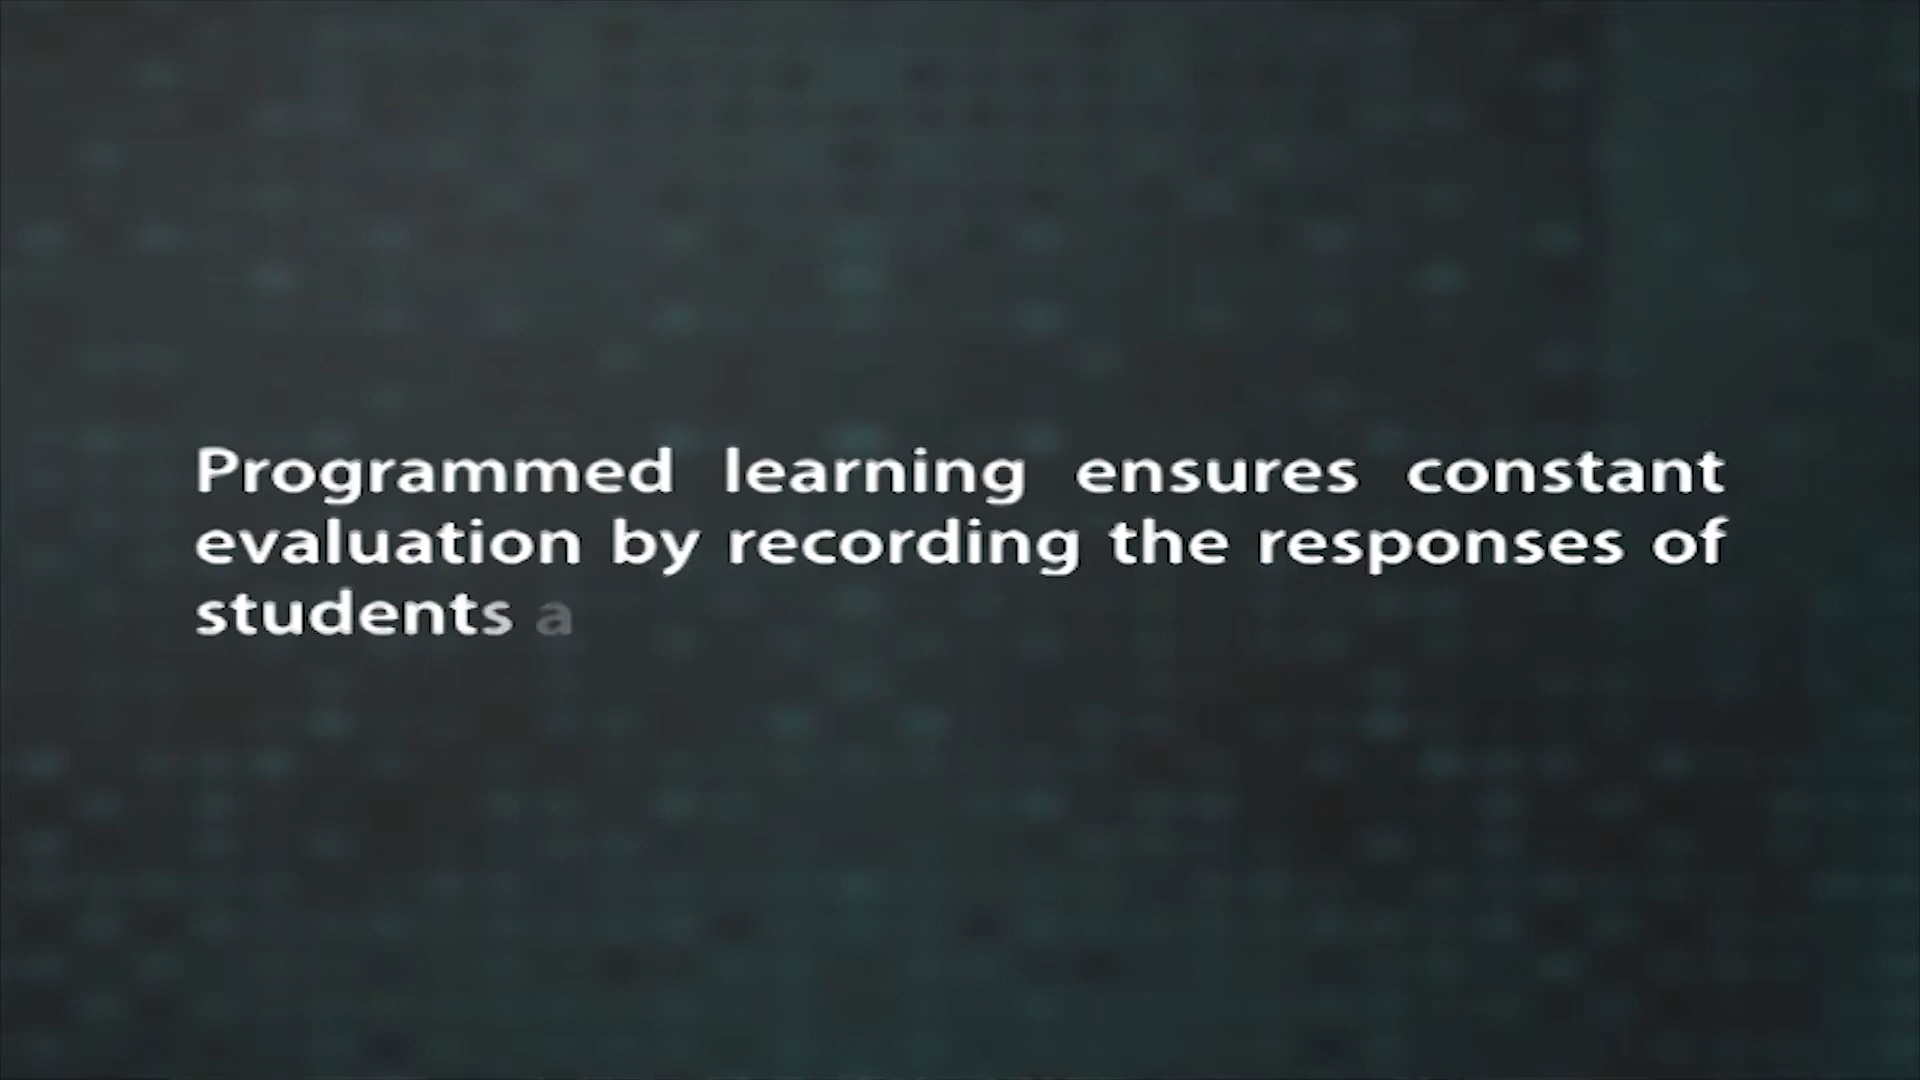 Programmed learning ensures constant
evaluation by recording the responses of
students a